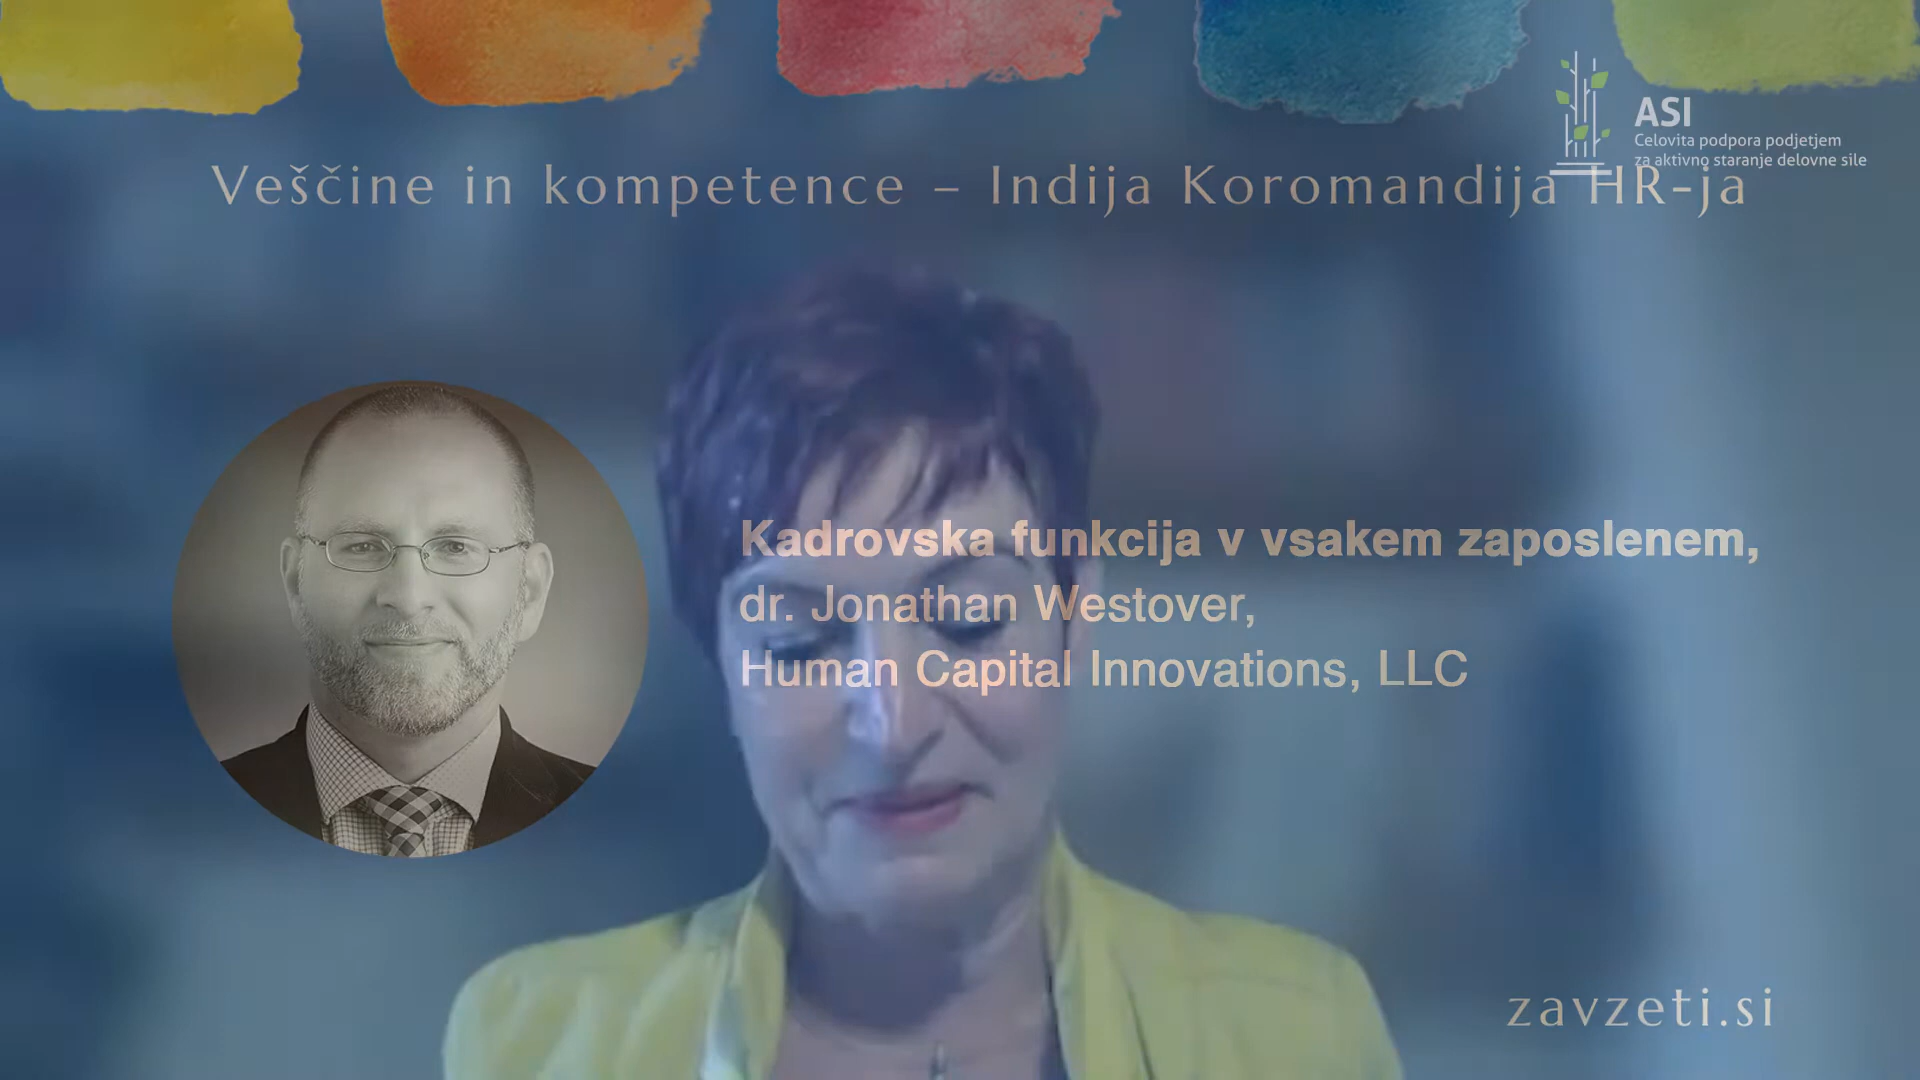 ASI
Celovita podpora podjetjem
za aktivno staranje delovne sile
Veščine in kompetence – Indija Koromandija HR-ja
Kadrovska funkcija v vsakem zaposlenem,
dr. Jonathan Westover,
Human Capital Innovations, LLC
zavzeti.si